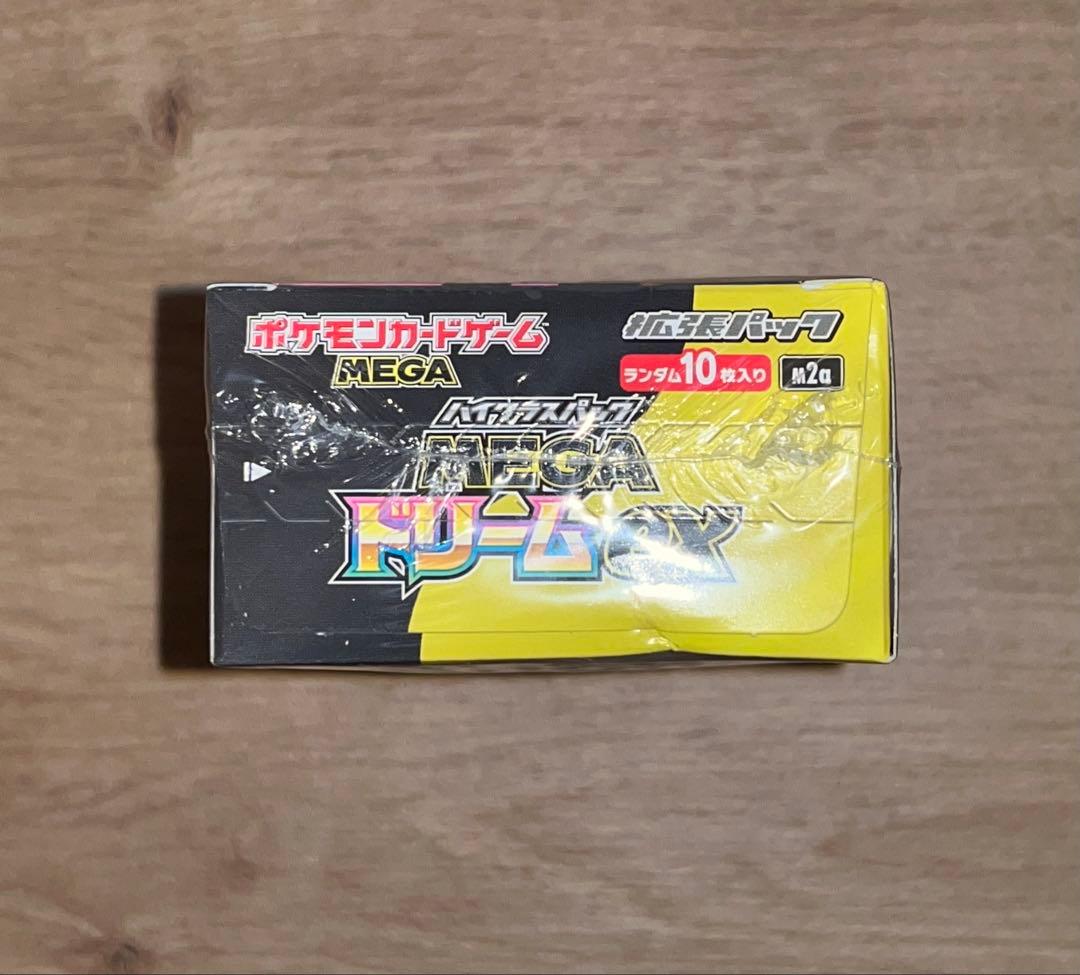 ポケモンカードゲーム
MEGA
拡張パック
ランダム10枚入り
M2a
ハイクラスパック
MEGA
ドリームex